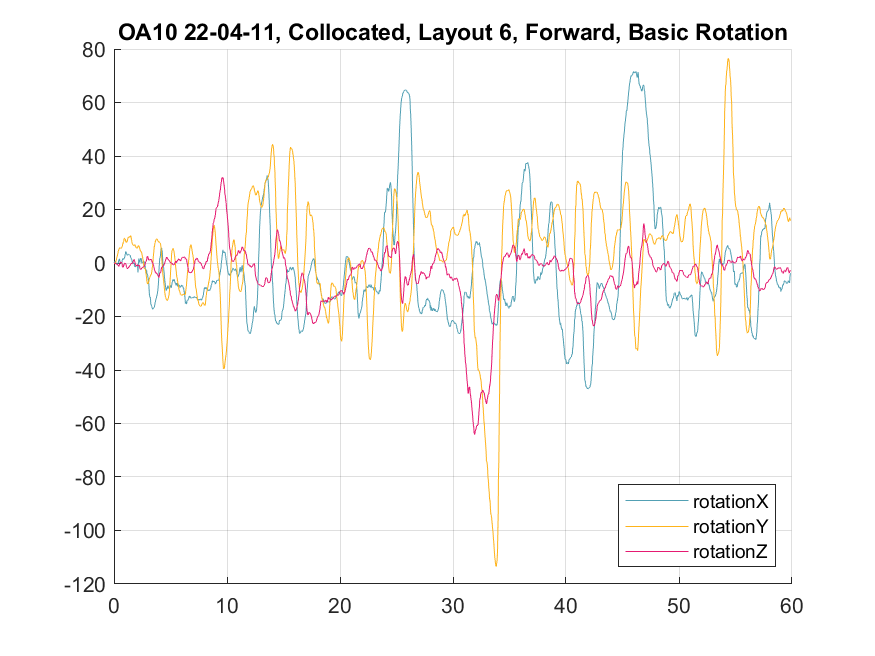 OA10 22-04-11, Collocated, Layout 6, Forward, Basic Rotation
80
60
40
20
0
-20
-40
-60
-80
-100
-120
0 10 20 30 40 50 60
rotationX
rotationY
rotationZ